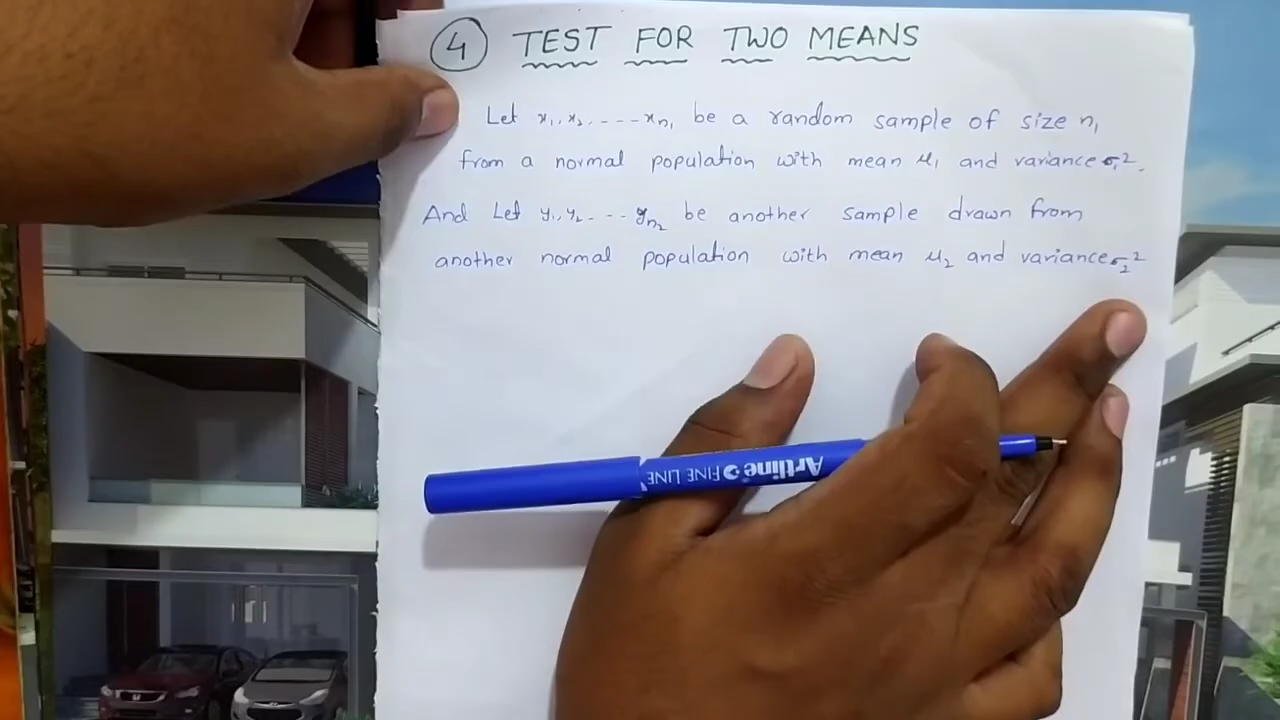 4 TEST FOR TWO MEANS
Let x₁, x₂, ---- xₙ₁ be a random sample of size n₁
from a normal population with mean μ₁ and variance σ₁².
And Let y₁, y₂ - - - yₙ₂ be another sample drawn from
another normal population with mean μ₂ and variance σ₂²
Artline FINE LINE